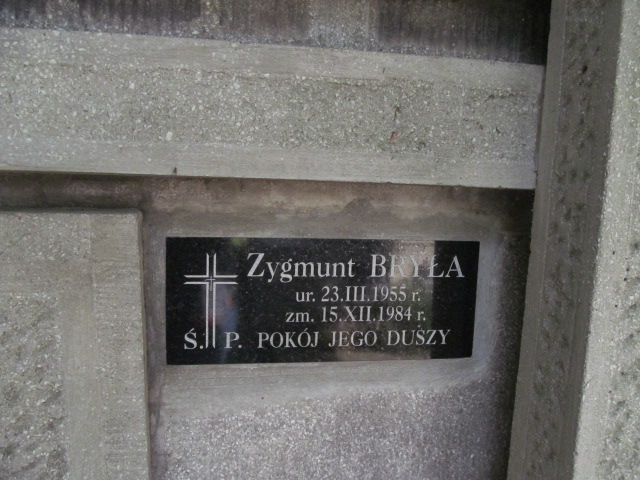 Zygmunt BRYŁA
ur. 23.III.1955 r.
zm. 15.XII.1984 r.
Ś. P. POKÓJ JEGO DUSZY